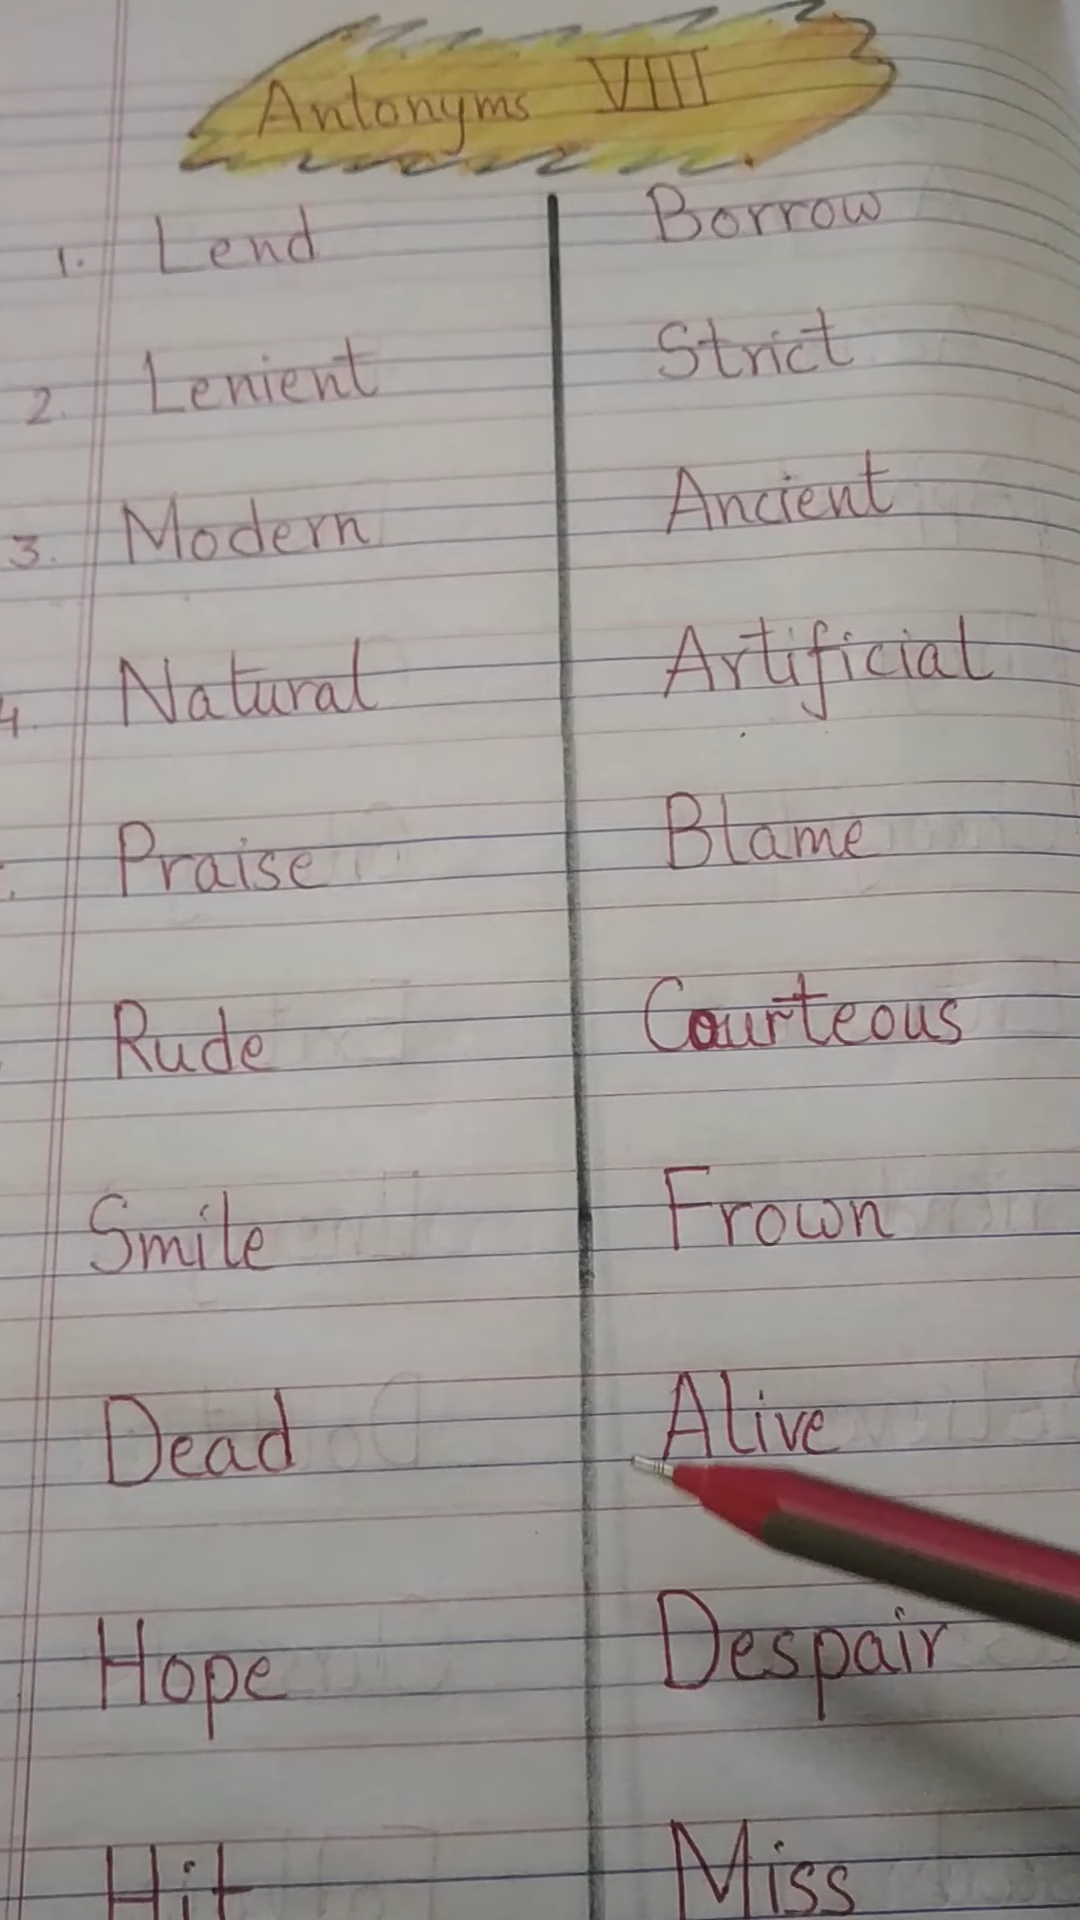 Antonyms VIII
1. Lend Borrow
2. Lenient Strict
3. Modern Ancient
4. Natural Artificial
Praise Blame
Rude Courteous
Smile Frown
Dead Alive
Hope Despair
Hit Miss